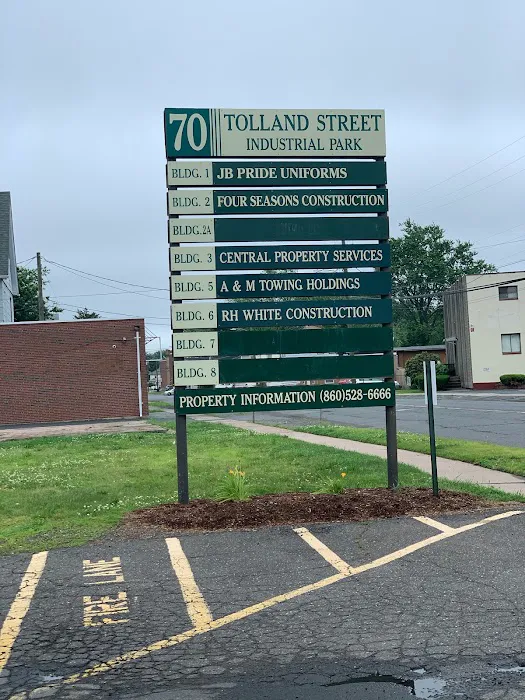 70 TOLLAND STREET
INDUSTRIAL PARK
BLDG. 1 JB PRIDE UNIFORMS
BLDG. 2 FOUR SEASONS CONSTRUCTION
BLDG.2A
BLDG. 3 CENTRAL PROPERTY SERVICES
BLDG. 5 A & M TOWING HOLDINGS
BLDG. 6 RH WHITE CONSTRUCTION
BLDG. 7
BLDG. 8
PROPERTY INFORMATION (860)528-6666
FIRE LANE